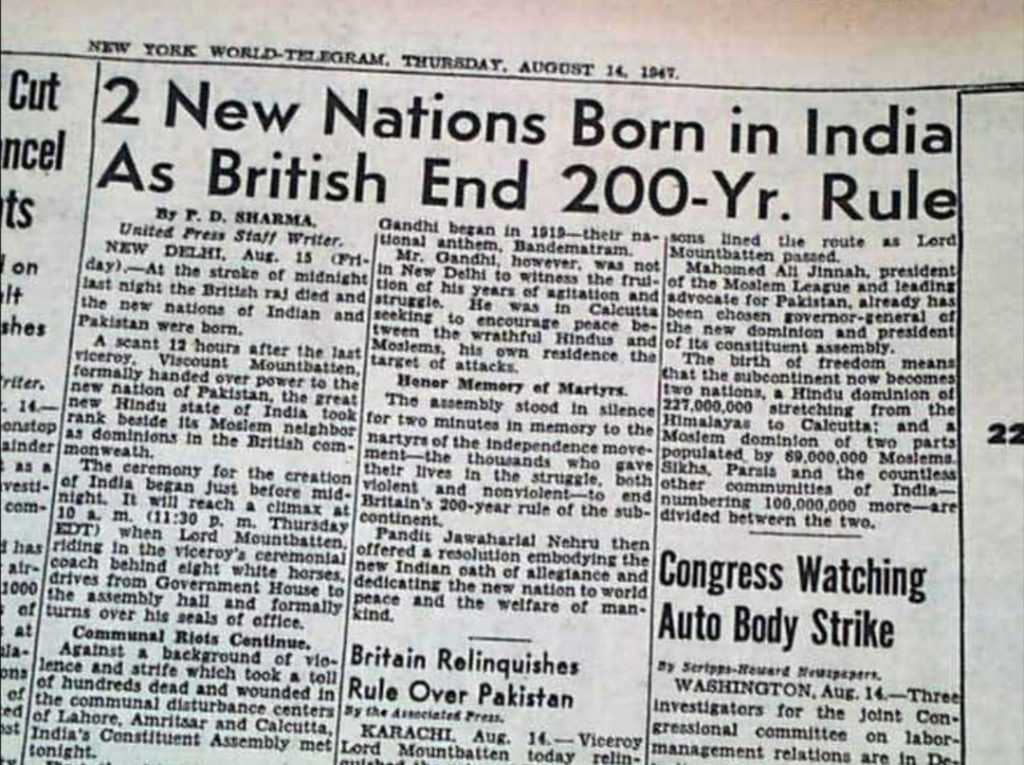 NEW YORK WORLD-TELEGRAM, THURSDAY, AUGUST 14, 1947.
2 New Nations Born in India
As British End 200-Yr. Rule
By P. D. SHARMA,
United Press Staff Writer.
NEW DELHI, Aug. 15 (Fri-
day).—At the stroke of midnight
last night the British raj died and
the new nations of Indian and
Pakistan were born.
A scant 12 hours after the last
viceroy, Viscount Mountbatten,
formally handed over power to the
new nation of Pakistan, the great
new Hindu state of India took
rank beside its Moslem neighbor
as dominions in the British com-
monweath.
The ceremony for the creation
of India began just before mid-
night. It will reach a climax at
10 a. m. (11:30 p. m. Thursday
EDT) when Lord Mountbatten,
riding in the viceroy's ceremonial
coach behind eight white horses,
drives from Government House to
the assembly hall and formally
turns over his seals of office.
Communal Riots Continue.
Against a background of vio-
lence and strife which took a toll
of hundreds dead and wounded in
the communal disturbance centers
of Lahore, Amritsar and Calcutta,
India's Constituent Assembly met
tonight.
Gandhi began in 1919—their na-
tional anthem, Bandematram.
Mr. Gandhi, however, was not
in New Delhi to witness the frui-
tion of his years of agitation and
struggle. He was in Calcutta
seeking to encourage peace be-
tween the wrathful Hindus and
Moslems, his own residence the
target of attacks.
Honor Memory of Martyrs.
The assembly stood in silence
for two minutes in memory to the
martyrs of the independence move-
ment—the thousands who gave
their lives in the struggle, both
violent and nonviolent—to end
Britain's 200-year rule of the sub-
continent.
Pandit Jawaharlal Nehru then
offered a resolution embodying the
new Indian oath of allegiance and
dedicating the new nation to world
peace and the welfare of man-
kind.
Britain Relinquishes
Rule Over Pakistan
By the Associated Press.
KARACHI, Aug. 14.—Viceroy
Lord Mountbatten today relin-
sons lined the route as Lord
Mountbatten passed.
Mahomed Ali Jinnah, president
of the Moslem League and leading
advocate for Pakistan, already has
been chosen governor-general of
the new dominion and president
of its constituent assembly.
The birth of freedom means
that the subcontinent now becomes
two nations, a Hindu dominion of
227,000,000 stretching from the
Himalayas to Calcutta; and a
Moslem dominion of two parts
populated by 69,000,000 Moslems.
Sikhs, Parsis and the countless
other communities of India—
numbering 100,000,000 more—are
divided between the two.
Congress Watching
Auto Body Strike
By Scripps-Howard Newspapers.
WASHINGTON, Aug. 14.—Three
investigators for the joint Con-
gressional committee on labor-
management relations are in De-
Cut
ncel
ts
on
lt
shes
riter.
14.—
onstop
ainder
as a
vesti-
com-
has
air-
1000
of
at
ons
of
ed
22